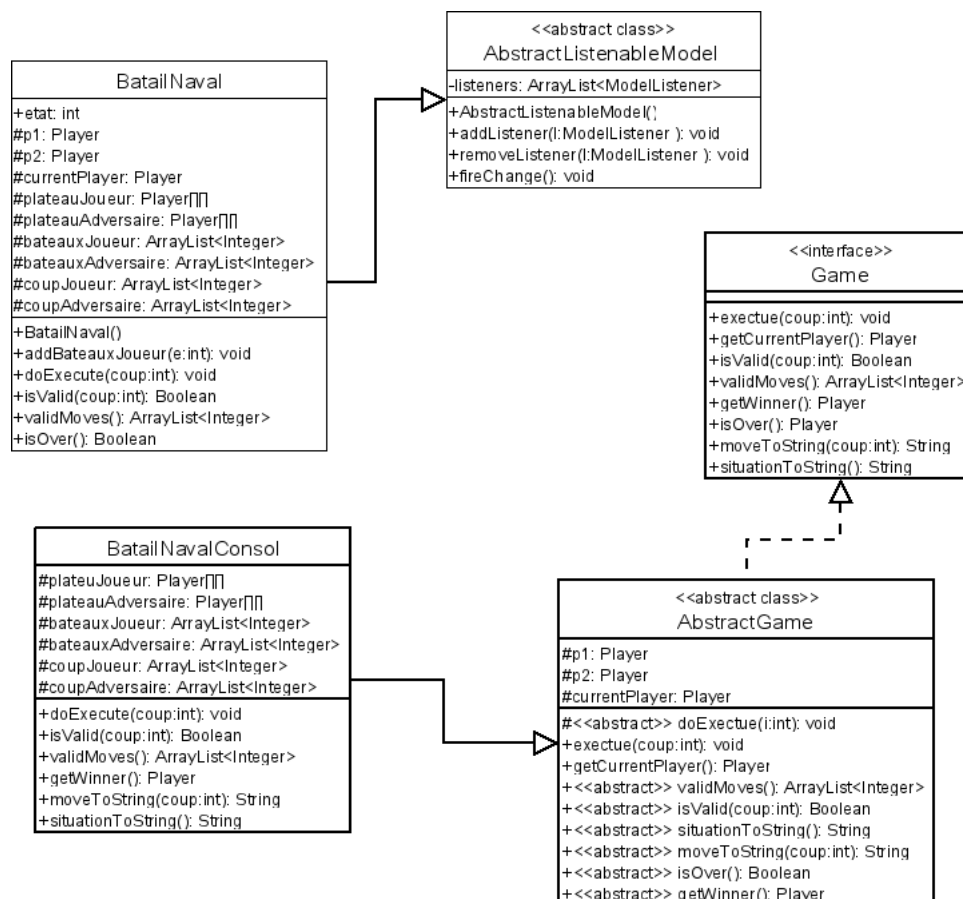 BatailNaval
+etat: int
#p1: Player
#p2: Player
#currentPlayer: Player
#plateauJoueur: Player[][]
#plateauAdversaire: Player[][]
#bateauxJoueur: ArrayList<Integer>
#bateauxAdversaire: ArrayList<Integer>
#coupJoueur: ArrayList<Integer>
#coupAdversaire: ArrayList<Integer>
+BatailNaval()
+addBateauxJoueur(e:int): void
+doExecute(coup:int): void
+isValid(coup:int): Boolean
+validMoves(): ArrayList<Integer>
+isOver(): Boolean
<<abstract class>>
AbstractListenableModel
-listeners: ArrayList<ModelListener>
+AbstractListenableModel()
+addListener(l:ModelListener ): void
+removeListener(l:ModelListener ): void
+fireChange(): void
<<interface>>
Game
+exectue(coup:int): void
+getCurrentPlayer(): Player
+isValid(coup:int): Boolean
+validMoves(): ArrayList<Integer>
+getWinner(): Player
+isOver(): Player
+moveToString(coup:int): String
+situationToString(): String
BatailNavalConsol
#plateuJoueur: Player[][]
#plateauAdversaire: Player[][]
#bateauxJoueur: ArrayList<Integer>
#bateauxAdversaire: ArrayList<Integer>
#coupJoueur: ArrayList<Integer>
#coupAdversaire: ArrayList<Integer>
+doExecute(coup:int): void
+isValid(coup:int): Boolean
+validMoves(): ArrayList<Integer>
+getWinner(): Player
+moveToString(coup:int): String
+situationToString(): String
<<abstract class>>
AbstractGame
#p1: Player
#p2: Player
#currentPlayer: Player
#<<abstract>> doExectue(i:int): void
+exectue(coup:int): void
+getCurrentPlayer(): Player
+<<abstract>> validMoves(): ArrayList<Integer>
+<<abstract>> isValid(coup:int): Boolean
+<<abstract>> situationToString(): String
+<<abstract>> moveToString(coup:int): String
+<<abstract>> isOver(): Boolean
+<<abstract>> getWinner(): Player